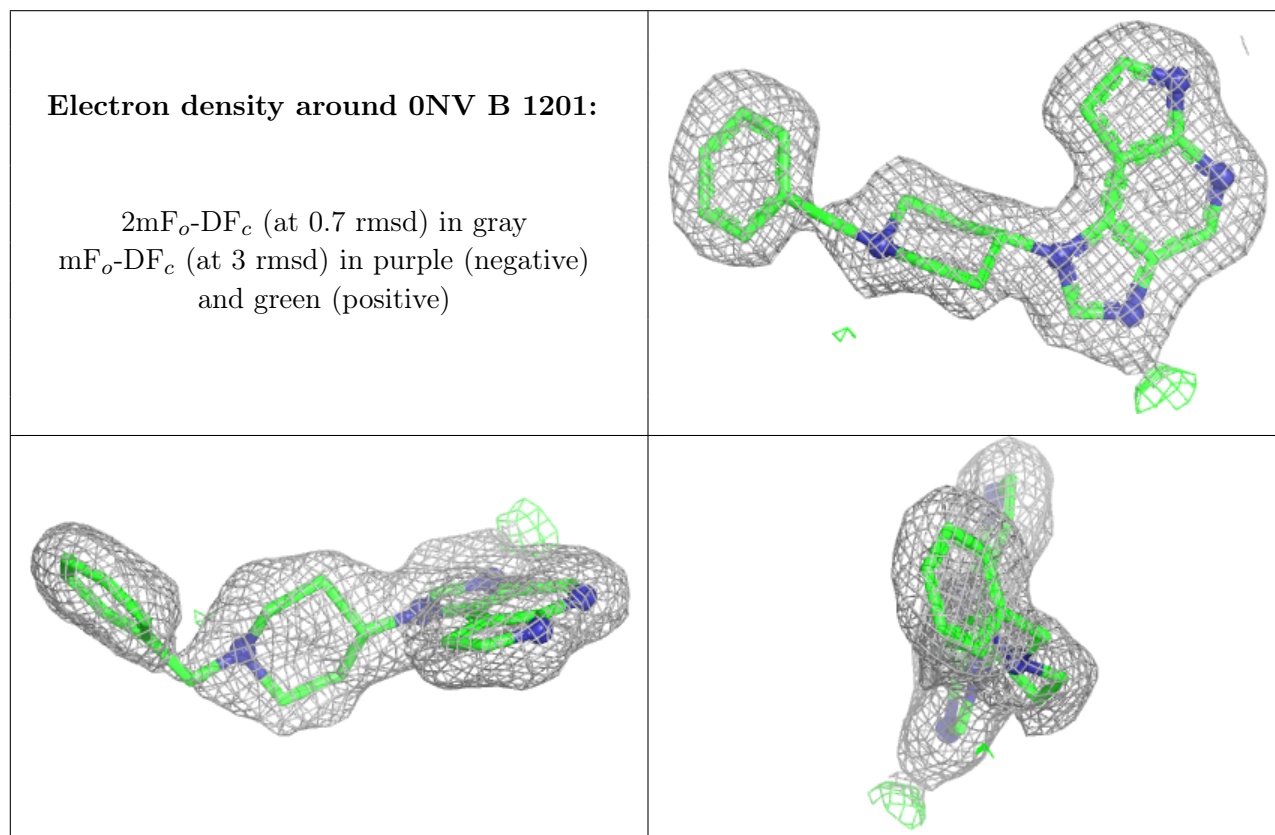 Electron density around 0NV B 1201:
2mFo-DFc (at 0.7 rmsd) in gray
mFo-DFc (at 3 rmsd) in purple (negative)
and green (positive)